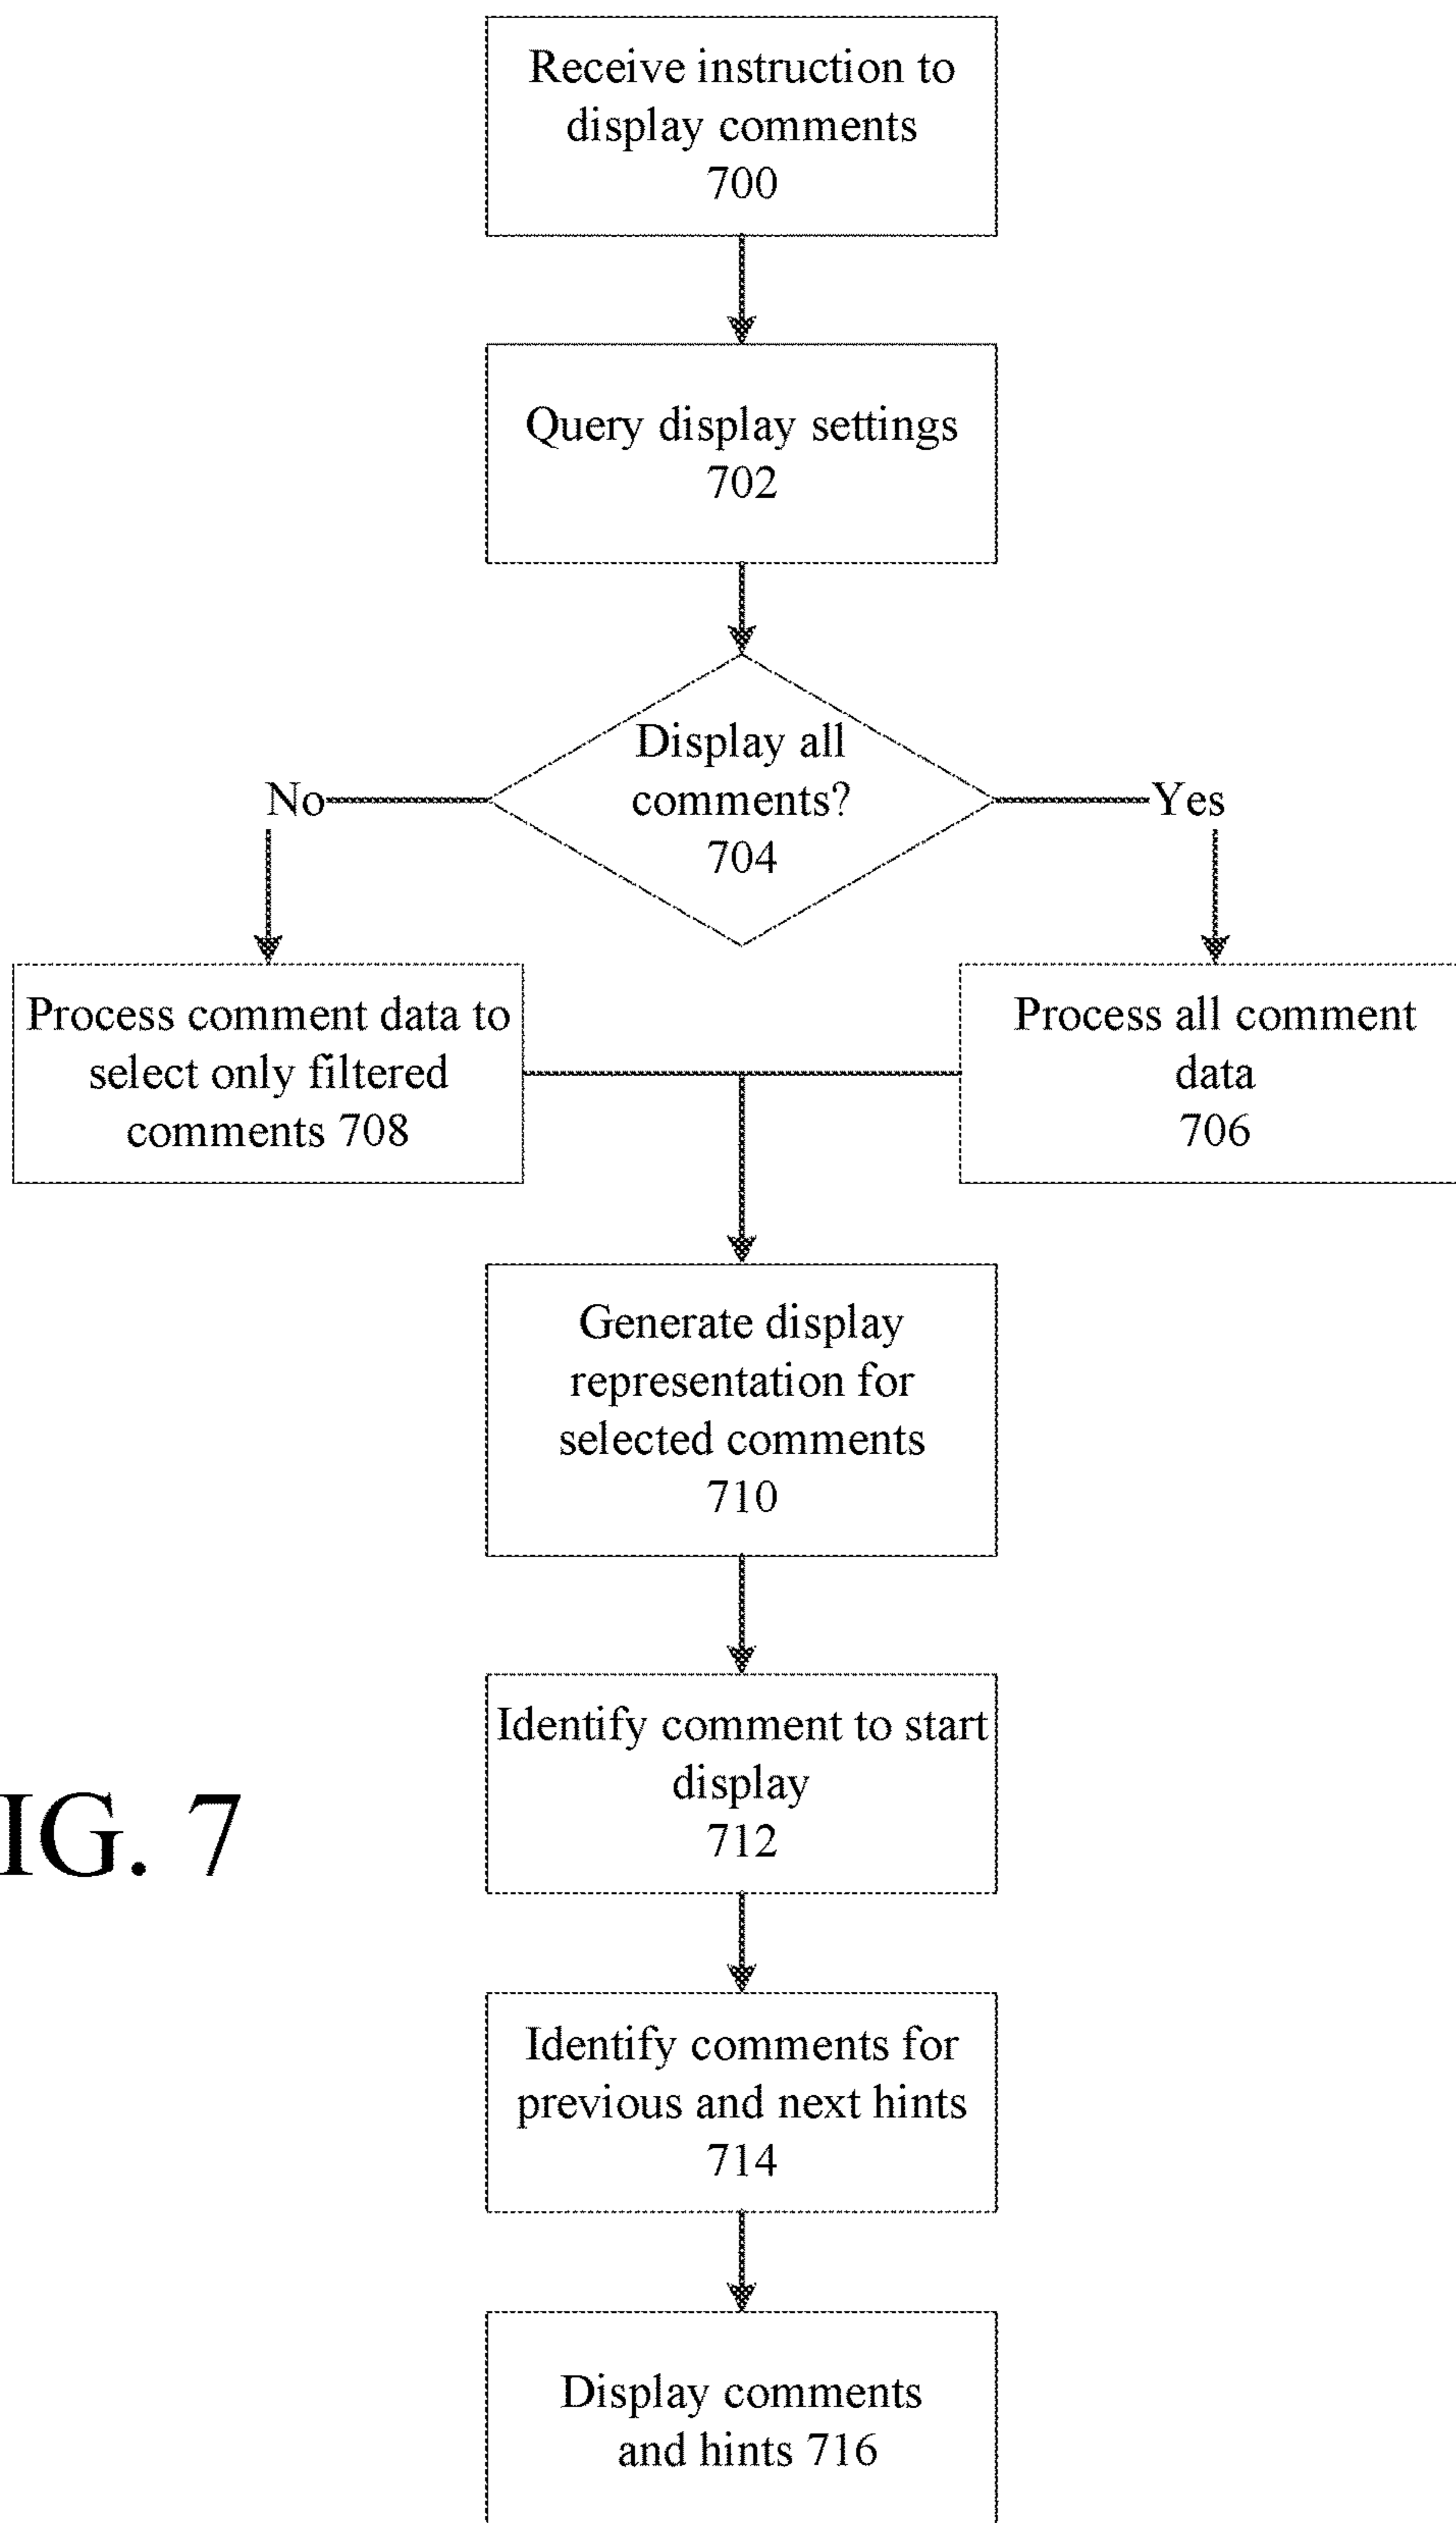 Receive instruction to
display comments
700
Query display settings
702
Display all
comments?
704
No
Yes
Process comment data to
select only filtered
comments 708
Process all comment
data
706
Generate display
representation for
selected comments
710
Identify comment to start
display
712
IG. 7
Identify comments for
previous and next hints
714
Display comments
and hints 716